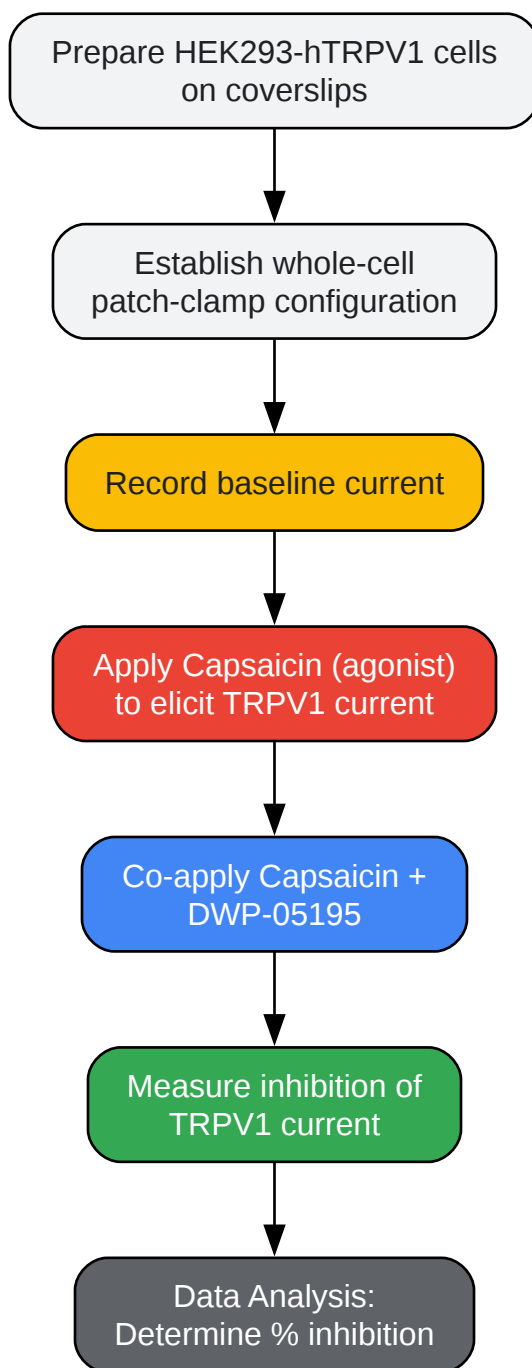 Prepare HEK293-hTRPV1 cells
on coverslips
Establish whole-cell
patch-clamp configuration
Record baseline current
Apply Capsaicin (agonist)
to elicit TRPV1 current
Co-apply Capsaicin +
DWP-05195
Measure inhibition of
TRPV1 current
Data Analysis:
Determine % inhibition